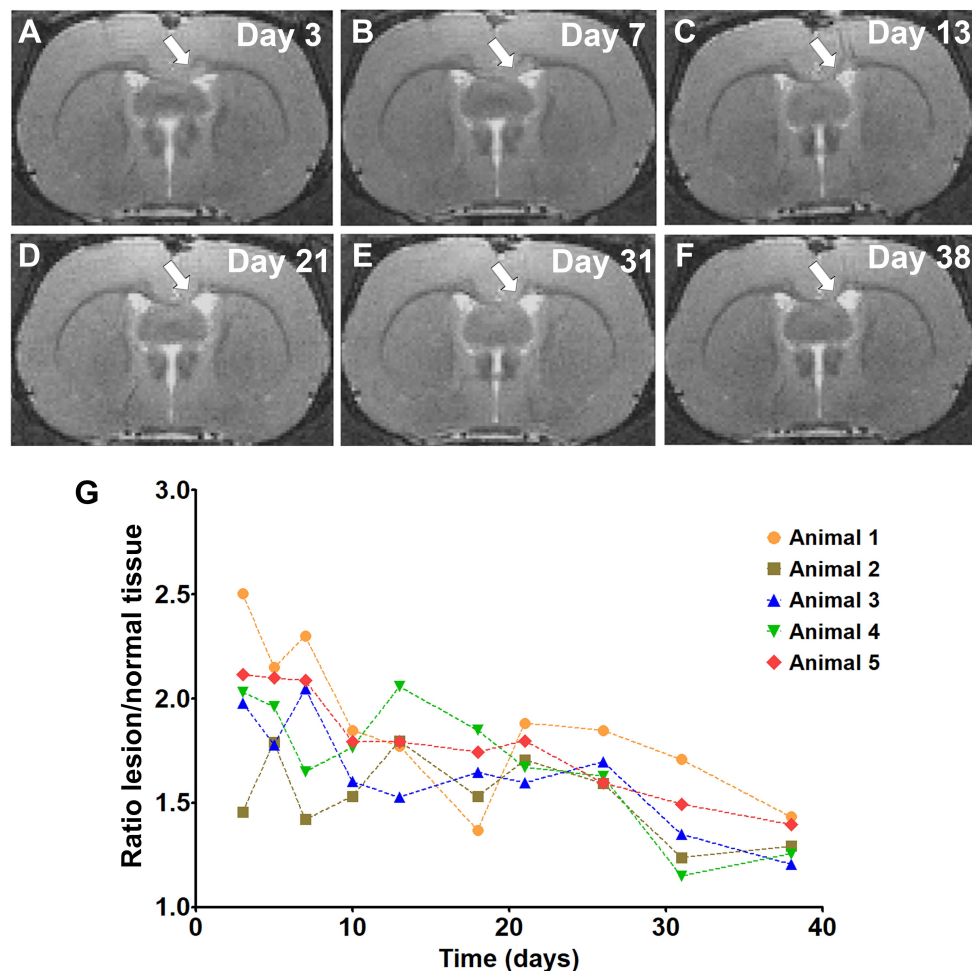 A Day 3
B Day 7
C Day 13
D Day 21
E Day 31
F Day 38
G
3.0
2.5
2.0
1.5
1.0
Ratio lesion/normal tissue
0 10 20 30 40
Time (days)
Animal 1
Animal 2
Animal 3
Animal 4
Animal 5